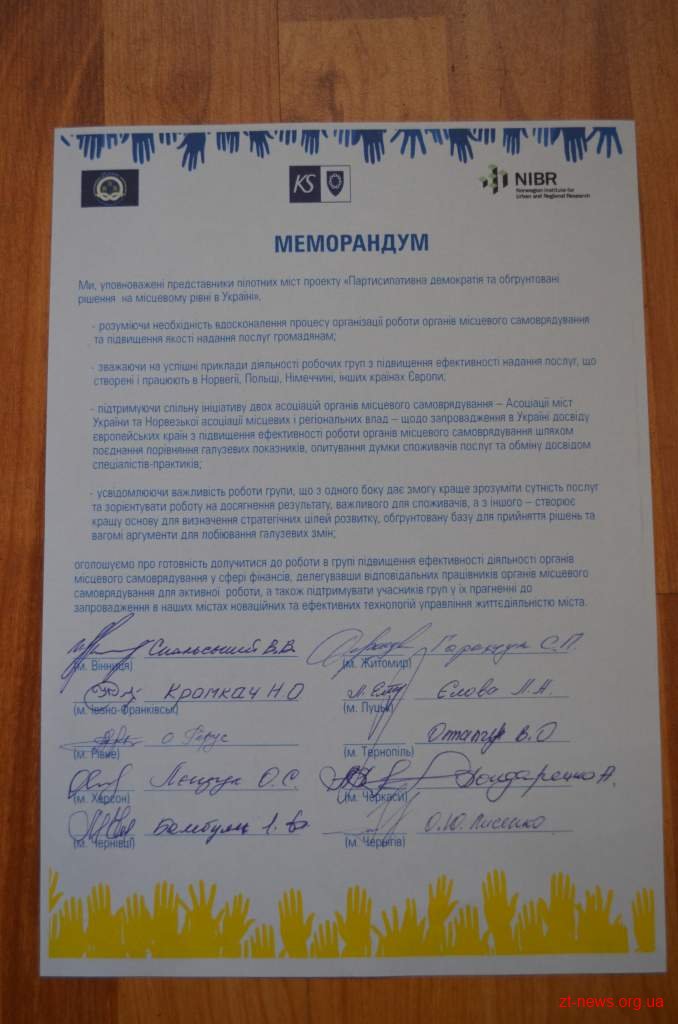 KS
NIBR
Norwegian Institute for
Urban and Regional Research
МЕМОРАНДУМ
Ми, уповноважені представники пілотних міст проекту «Партисипативна демократія та обґрунтовані
рішення на місцевому рівні в Україні»,
- розуміючи необхідність вдосконалення процесу організації роботи органів місцевого самоврядування
та підвищення якості надання послуг громадянам;
- зважаючи на успішні приклади діяльності робочих груп з підвищення ефективності надання послуг, що
створені і працюють в Норвегії, Польщі, Німеччині, інших країнах Європи;
- підтримуючи спільну ініціативу двох асоціацій органів місцевого самоврядування – Асоціації міст
України та Норвезької асоціації місцевих і регіональних влад – щодо запровадження в Україні досвіду
європейських країн з підвищення ефективності роботи органів місцевого самоврядування шляхом
поєднання порівняння галузевих показників, опитування думки споживачів послуг та обміну досвідом
спеціалістів-практиків;
- усвідомлюючи важливість роботи групи, що з одного боку дає змогу краще зрозуміти сутність послуг
та зорієнтувати роботу на досягнення результату, важливого для споживачів, а з іншого – створює
кращу основу для визначення стратегічних цілей розвитку, обґрунтовану базу для прийняття рішень та
вагомі аргументи для лобіювання галузевих змін;
оголошуємо про готовність долучитися до роботи в групі підвищення ефективності діяльності органів
місцевого самоврядування у сфері фінансів, делегувавши відповідальних працівників органів місцевого
самоврядування для активної роботи, а також підтримувати учасників груп у їх прагненні до
запровадження в наших містах новаційних та ефективних технологій управління життєдіяльністю міста.
В.В.
С.П.
(м. Вінниця) (м. Житомир)
Кромкач Н.О
Єлова
(м. Івано-Франківськ) (м. Луцьк)
В.О
(м. Рівне) (м. Тернопіль)
О.С. Бондаренко А.
(м. Херсон) (м. Черкаси)
О.Ю. Лисенко
(м. Чернівці) (м. Чернігів)
zt-news.org.ua